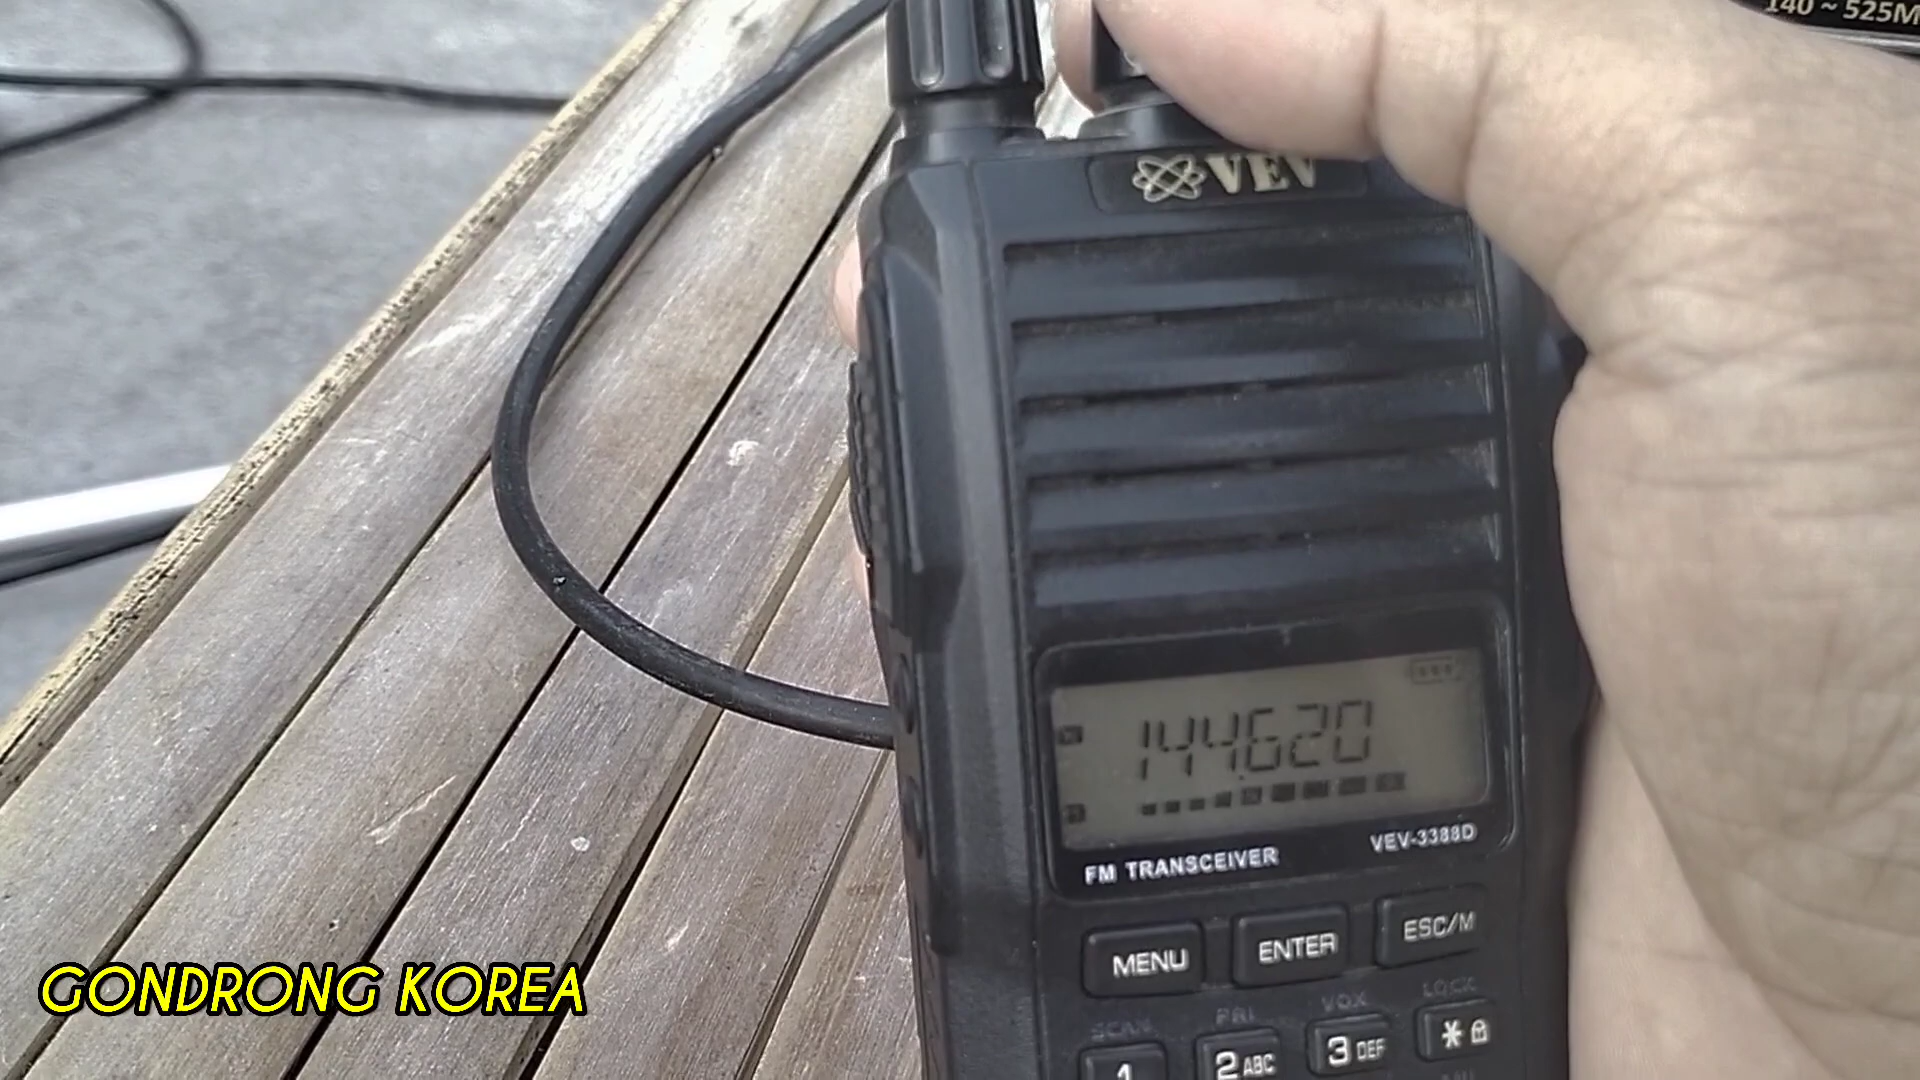 140 ~ 525M
VEV
144.620
FM TRANSCEIVER
VEV-3388D
MENU
ENTER
ESC/M
SCAN
PRI
VOX
LOCK
1
2 ABC
3 DEF
*
GONDRONG KOREA